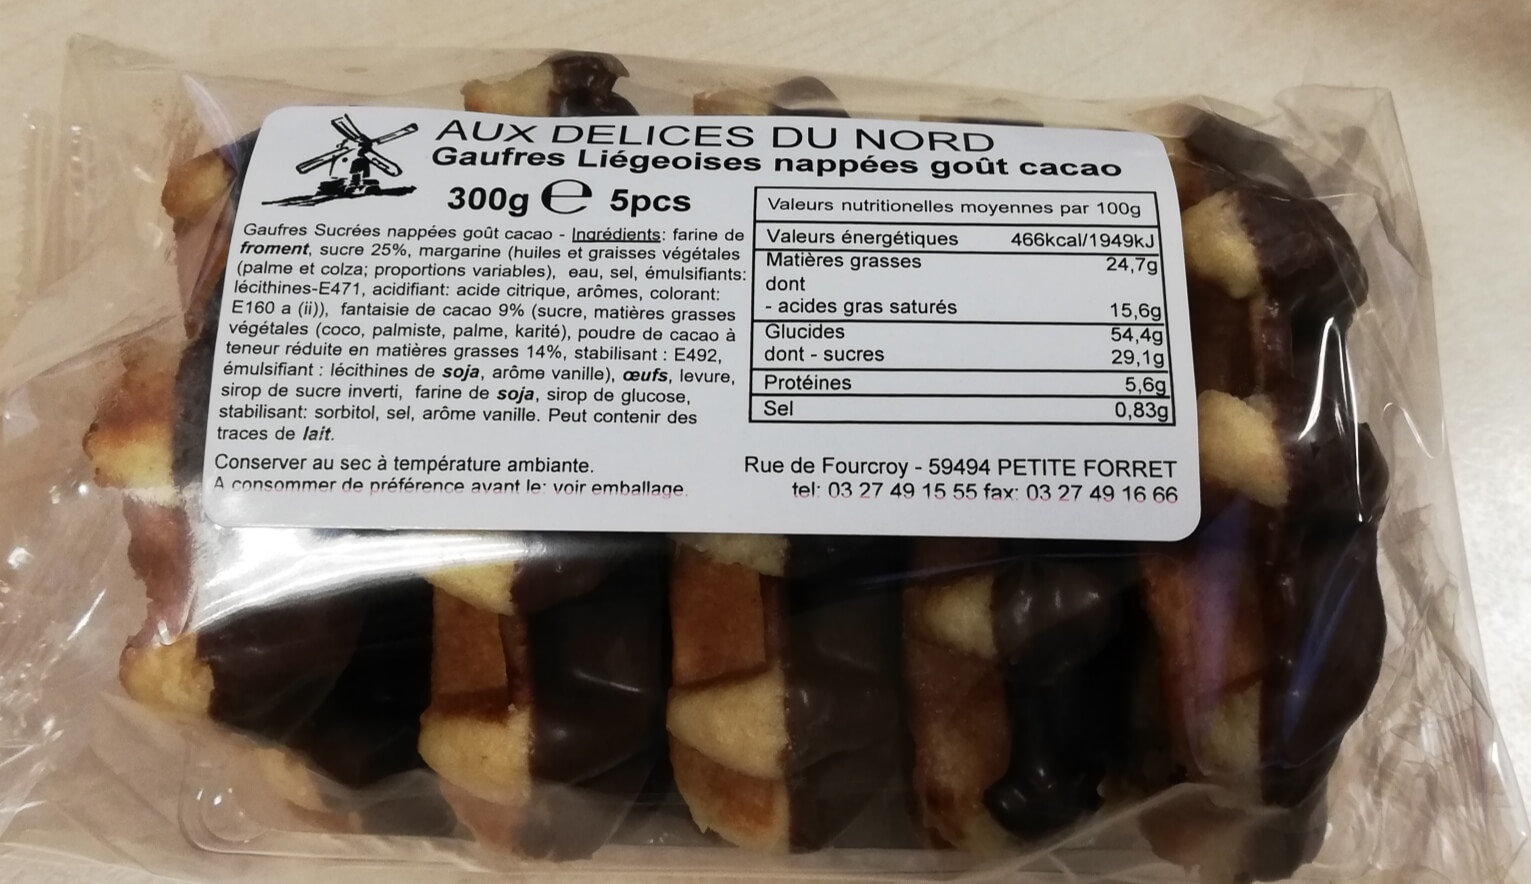 AUX DELICES DU NORD
Gaufres Liégeoises nappées goût cacao
300g e 5pcs
Gaufres Sucrées nappées goût cacao - Ingrédients: farine de
froment, sucre 25%, margarine (huiles et graisses végétales
(palme et colza; proportions variables), eau, sel, émulsifiants:
lécithines-E471, acidifiant: acide citrique, arômes, colorant:
E160 a (ii)), fantaisie de cacao 9% (sucre, matières grasses
végétales (coco, palmiste, palme, karité), poudre de cacao à
teneur réduite en matières grasses 14%, stabilisant : E492,
émulsifiant : lécithines de soja, arôme vanille), œufs, levure,
sirop de sucre inverti, farine de soja, sirop de glucose,
stabilisant: sorbitol, sel, arôme vanille. Peut contenir des
traces de lait.
Conserver au sec à température ambiante.
A consommer de préférence avant le: voir emballage.
Valeurs nutritionelles moyennes par 100g
Valeurs énergétiques 466kcal/1949kJ
Matières grasses 24,7g
dont
- acides gras saturés 15,6g
Glucides 54,4g
dont - sucres 29,1g
Protéines 5,6g
Sel 0,83g
Rue de Fourcroy - 59494 PETITE FORRET
tel: 03 27 49 15 55 fax: 03 27 49 16 66